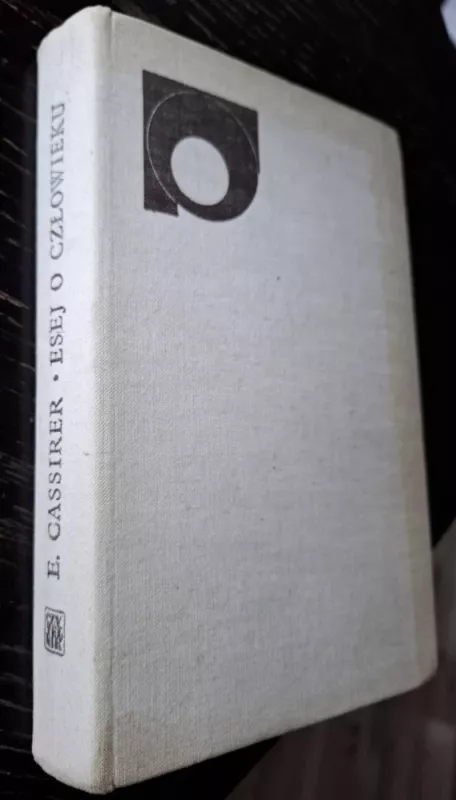 E. CASSIRER • ESEJ O CZŁOWIEKU